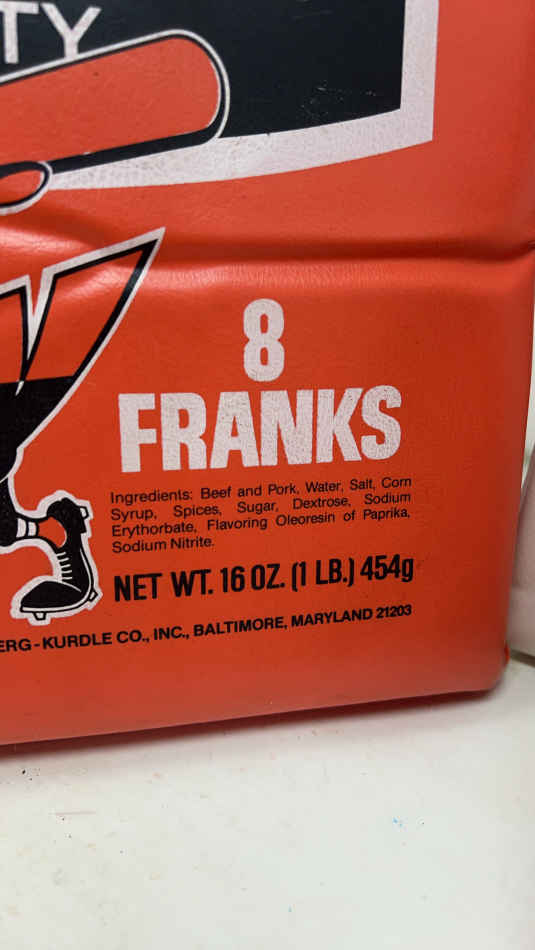 TY
8
FRANKS
Ingredients: Beef and Pork, Water, Salt, Corn
Syrup, Spices, Sugar, Dextrose, Sodium
Erythorbate, Flavoring Oleoresin of Paprika,
Sodium Nitrite.
NET WT. 16 OZ. (1 LB.) 454g
ERG-KURDLE CO., INC., BALTIMORE, MARYLAND 21203